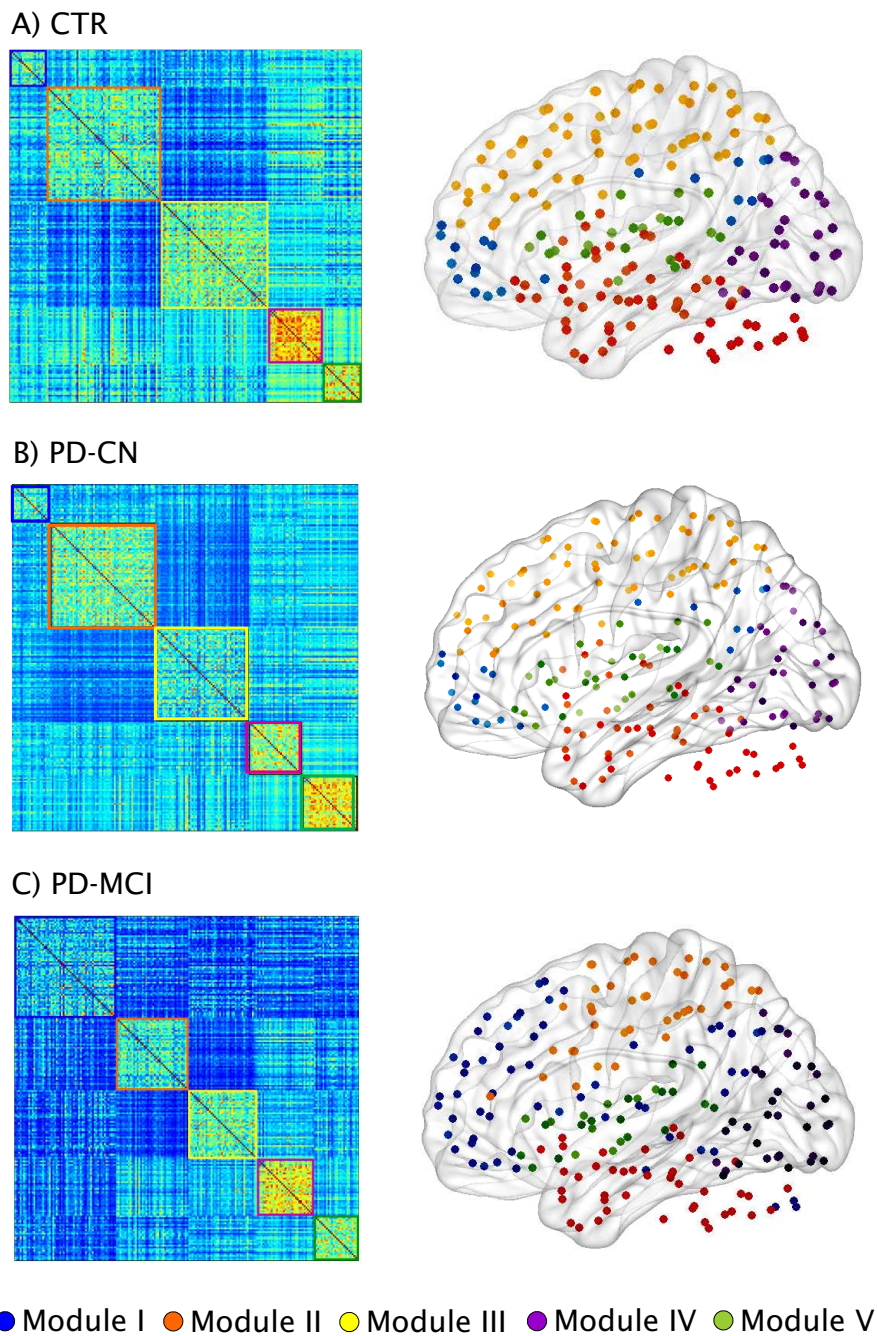 A) CTR
B) PD-CN
C) PD-MCI
Module I Module II Module III Module IV Module V